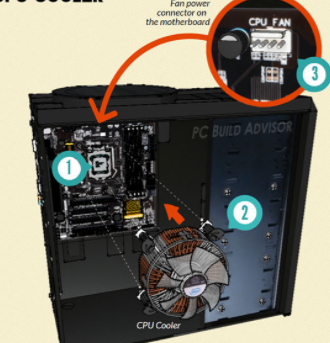 CPU COOLER
Fan power
connector on
the motherboard
CPU_FAN
3
PC BUILD ADVISOR
1
2
CPU Cooler